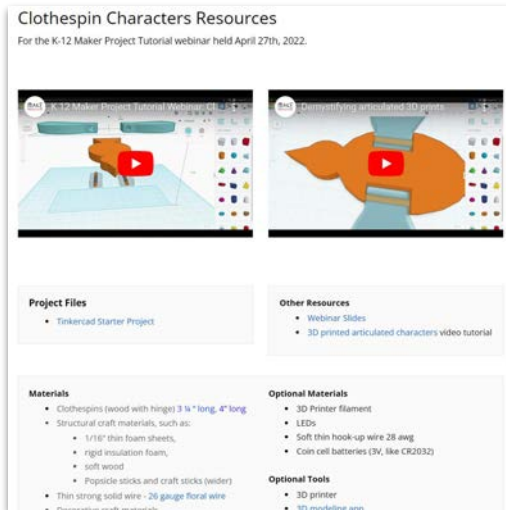 Clothespin Characters Resources
For the K-12 Maker Project Tutorial webinar held April 27th, 2022.
K-12 Maker Project Tutorial Webinar: Cl
Demystifying articulated 3D prints
Project Files
Tinkercad Starter Project
Other Resources
Webinar Slides
3D printed articulated characters video tutorial
Materials
Clothespins (wood with hinge) 3 ¼ " long, 4" long
Structural craft materials, such as:
1/16" thin foam sheets,
rigid insulation foam,
soft wood
Popsicle sticks and craft sticks (wider)
Thin strong solid wire - 26 gauge floral wire
Decorative craft materials
Optional Materials
3D Printer filament
LEDs
Soft thin hook-up wire 28 awg
Coin cell batteries (3V, like CR2032)
Optional Tools
3D printer
3D modeling app